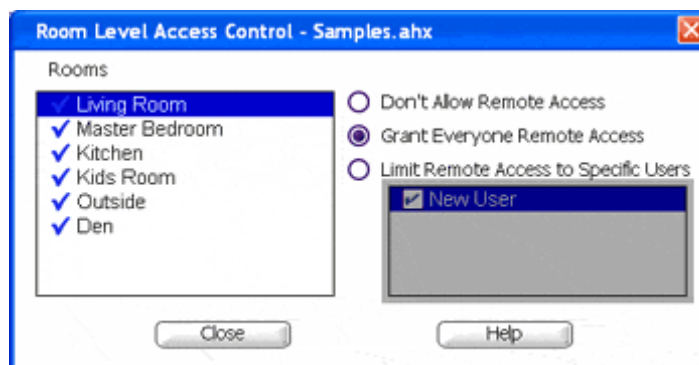 Room Level Access Control - Samples.ahx
Rooms
Living Room
Master Bedroom
Kitchen
Kids Room
Outside
Den
Don't Allow Remote Access
Grant Everyone Remote Access
Limit Remote Access to Specific Users
New User
Close
Help